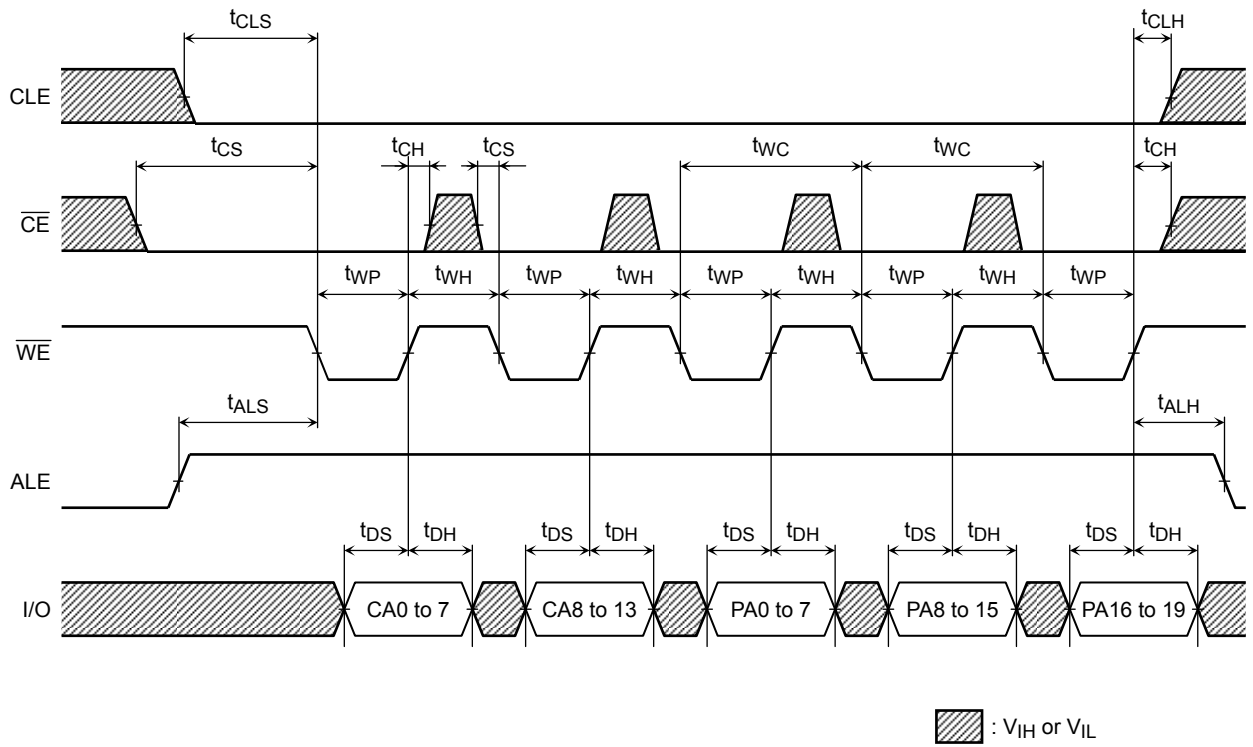 tCLS tCLH
CLE
tCS tCH tCS tWC tWC tCH
CE
tWP tWH tWP tWH tWP tWH tWP tWH tWP
WE
tALS tALH
ALE
tDS tDH tDS tDH tDS tDH tDS tDH tDS tDH
I/O CA0 to 7 CA8 to 13 PA0 to 7 PA8 to 15 PA16 to 19
: VIH or VIL